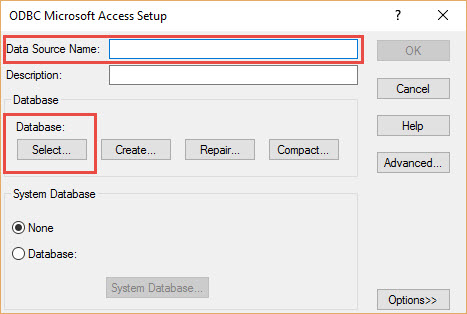 ODBC Microsoft Access Setup
Data Source Name:
OK
Description:
Cancel
Database
Database:
Help
Select...
Create...
Repair...
Compact...
Advanced...
System Database
None
Database:
System Database...
Options>>